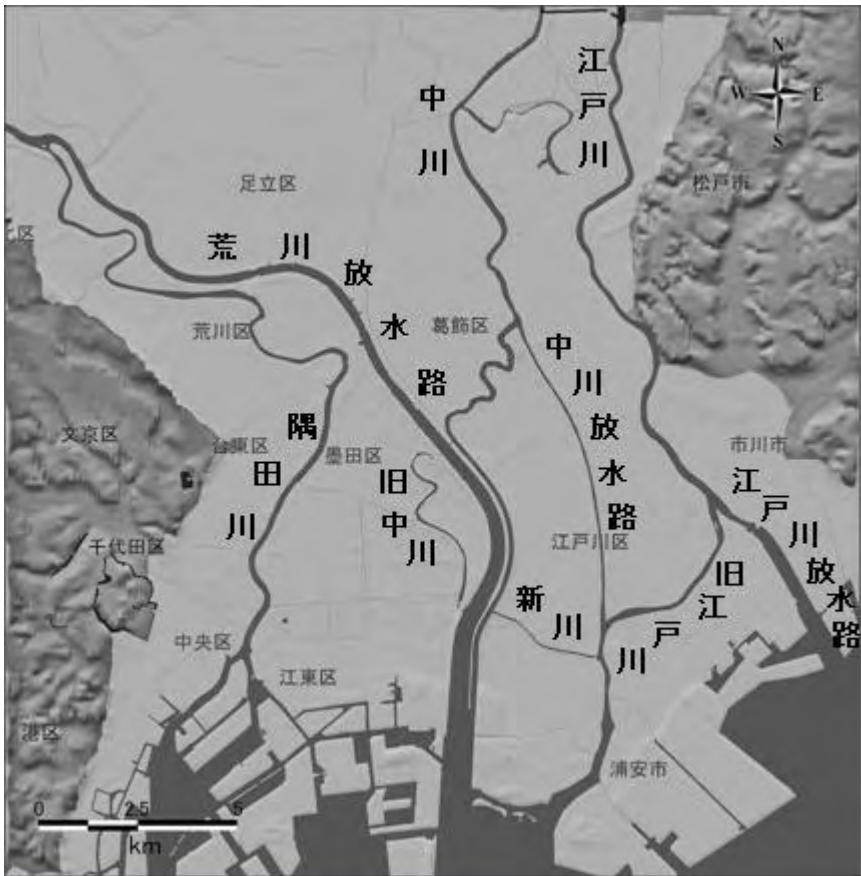 江戸川
中川
N
W E
S
足立区
松戸市
北区
荒川放水路
葛飾区
荒川区
中川放水路
隅田川
文京区
台東区
墨田区
旧中川
市川市
江戸川放水路
千代田区
江戸川区
旧江戸川
新川
中央区
江東区
港区
浦安市
0 2.5 5
km